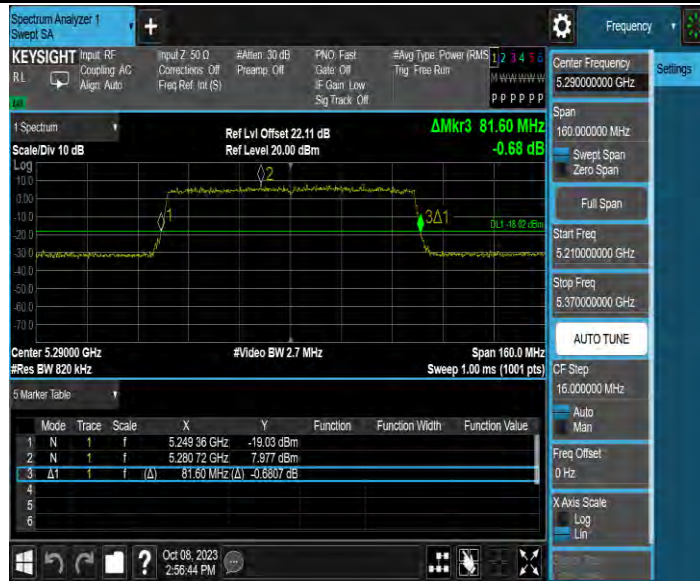 Spectrum Analyzer 1
Swept SA
+
Frequency
KEYSIGHT
RL
Input: RF
Coupling: AC
Align: Auto
Input Z: 50 Ω
Corrections: Off
Freq Ref: Int (S)
#Atten: 30 dB
Preamp: Off
PNO: Fast
Gate: Off
IF Gain: Low
Sig Track: Off
#Avg Type: Power (RMS
Trig: Free Run
1 2 3 4 5 6
M W W W W W
P P P P P P
1 Spectrum
Scale/Div 10 dB
Ref Lvl Offset 22.11 dB
Ref Level 20.00 dBm
ΔMkr3 81.60 MHz
-0.68 dB
Log
10.0
0.00
-10.0
-20.0
-30.0
-40.0
-50.0
-60.0
-70.0
2
1
3Δ1
DL1 -18.02 dBm
Center 5.29000 GHz
#Res BW 820 kHz
#Video BW 2.7 MHz
Span 160.0 MHz
Sweep 1.00 ms (1001 pts)
5 Marker Table
Mode Trace Scale X Y Function Function Width Function Value
1 N 1 f 5.249 36 GHz -19.03 dBm
2 N 1 f 5.280 72 GHz 7.977 dBm
3 Δ1 1 f (Δ) 81.60 MHz (Δ) -0.6807 dB
4
5
6
Oct 08, 2023
2:56:44 PM
Center Frequency
5.290000000 GHz
Settings
Span
160.000000 MHz
Swept Span
Zero Span
Full Span
Start Freq
5.210000000 GHz
Stop Freq
5.370000000 GHz
AUTO TUNE
CF Step
16.000000 MHz
Auto
Man
Freq Offset
0 Hz
X Axis Scale
Log
Lin